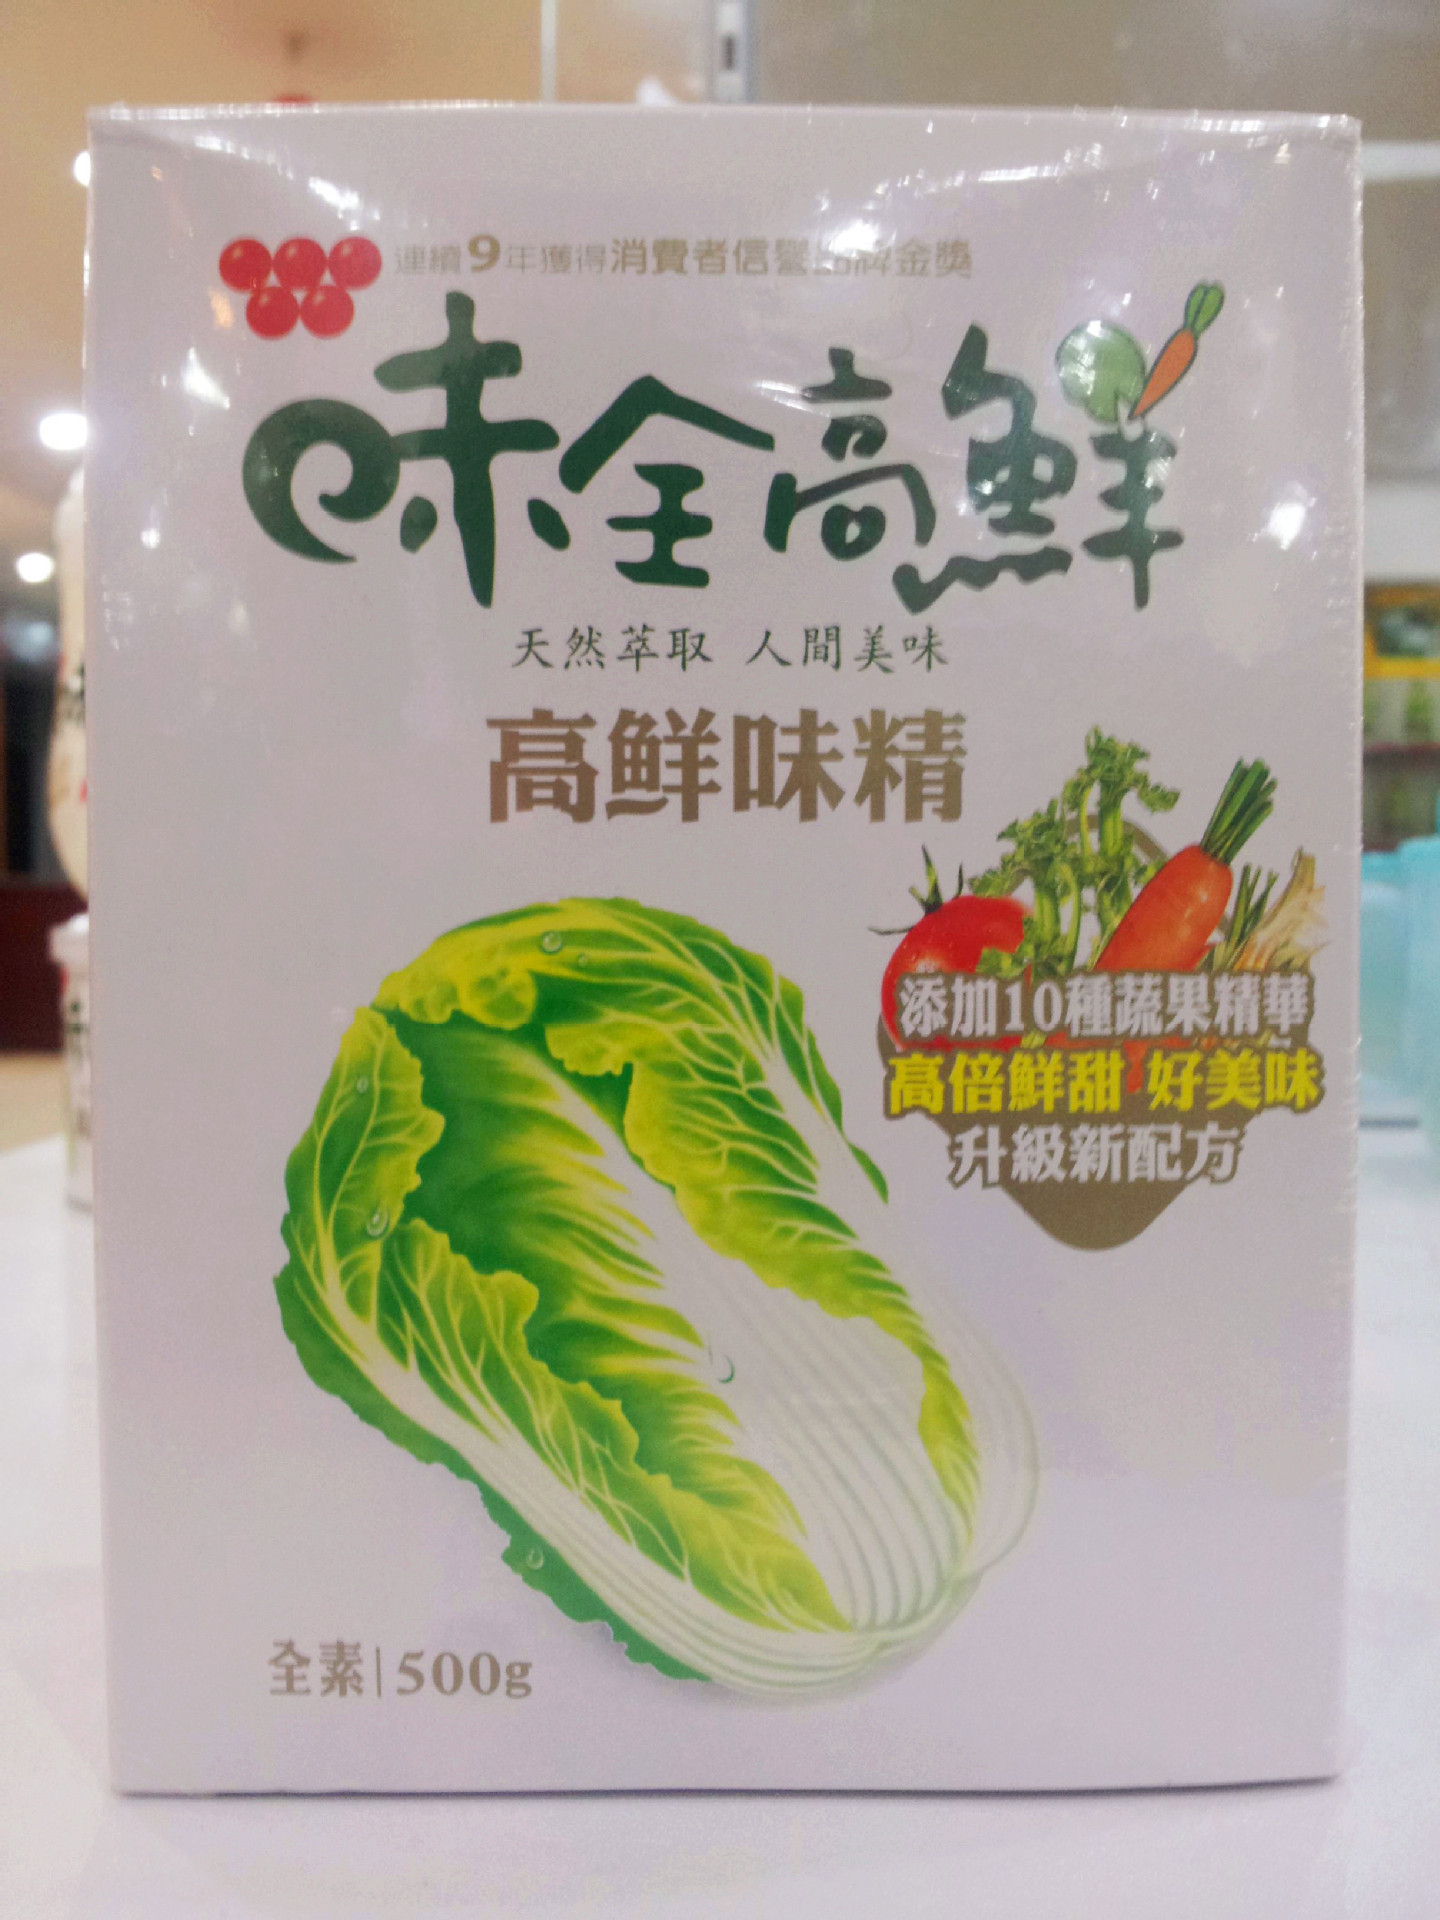 連續9年獲得消費者信譽品牌金獎
味全高鮮
天然萃取 人間美味
高鮮味精
添加10種蔬果精華
高倍鮮甜 好美味
升級新配方
全素|500g